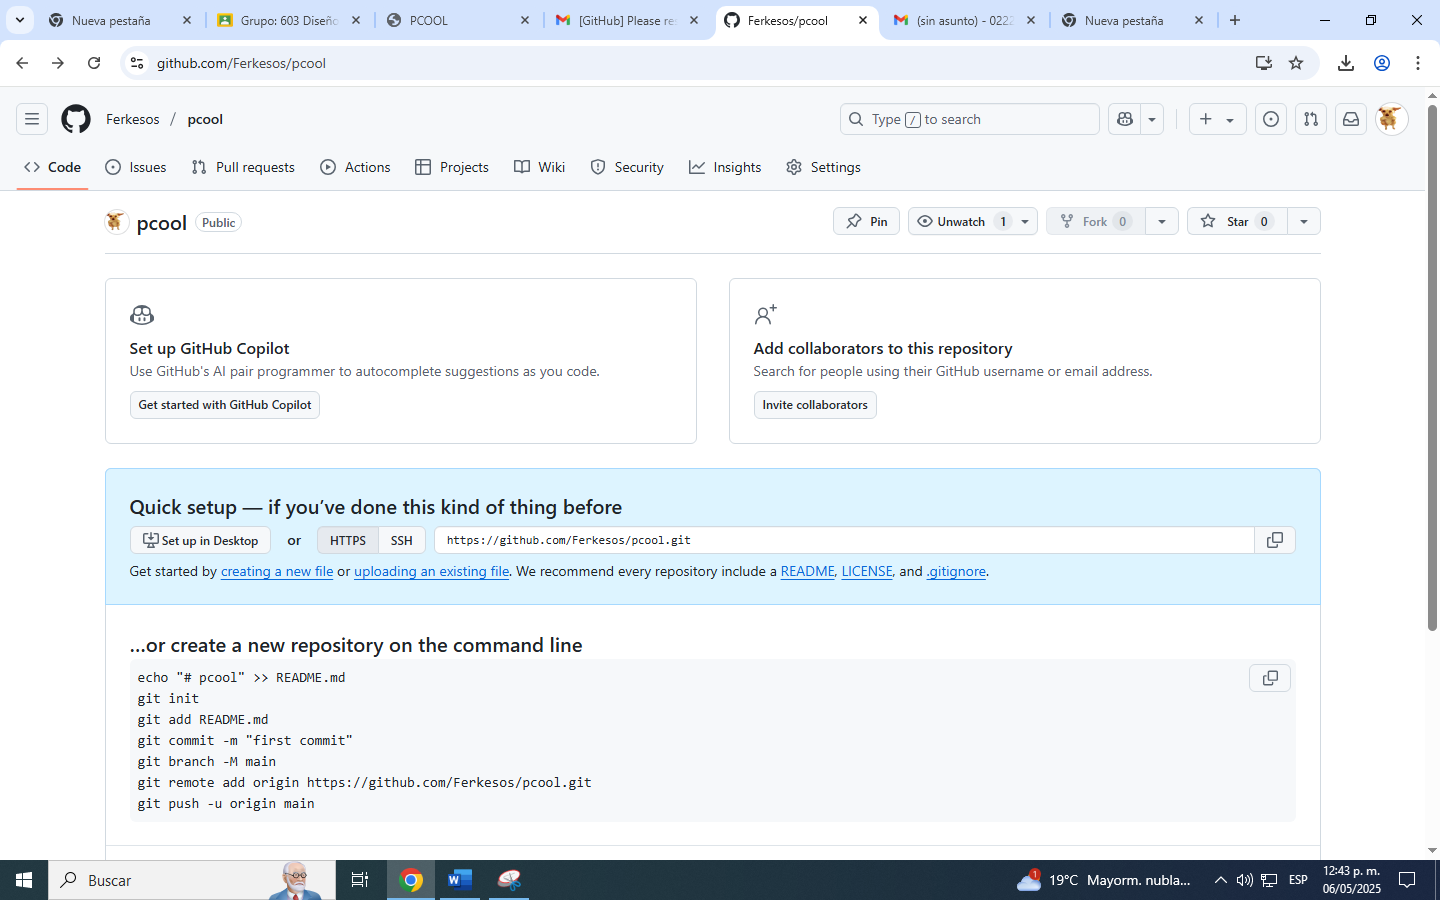 Nueva pestaña
Grupo: 603 Diseño
PCOOL
[GitHub] Please re
Ferkesos/pcool
(sin asunto) - 0222
Nueva pestaña
github.com/Ferkesos/pcool
Ferkesos / pcool
Type / to search
Code
Issues
Pull requests
Actions
Projects
Wiki
Security
Insights
Settings
pcool Public
Pin
Unwatch 1
Fork 0
Star 0
Set up GitHub Copilot
Use GitHub's AI pair programmer to autocomplete suggestions as you code.
Get started with GitHub Copilot
Add collaborators to this repository
Search for people using their GitHub username or email address.
Invite collaborators
Quick setup — if you’ve done this kind of thing before
Set up in Desktop or HTTPS SSH https://github.com/Ferkesos/pcool.git
Get started by creating a new file or uploading an existing file. We recommend every repository include a README, LICENSE, and .gitignore.
…or create a new repository on the command line
echo "# pcool" >> README.md
git init
git add README.md
git commit -m "first commit"
git branch -M main
git remote add origin https://github.com/Ferkesos/pcool.git
git push -u origin main
Buscar
1
19°C Mayorm. nubla...
ESP
12:43 p. m.
06/05/2025